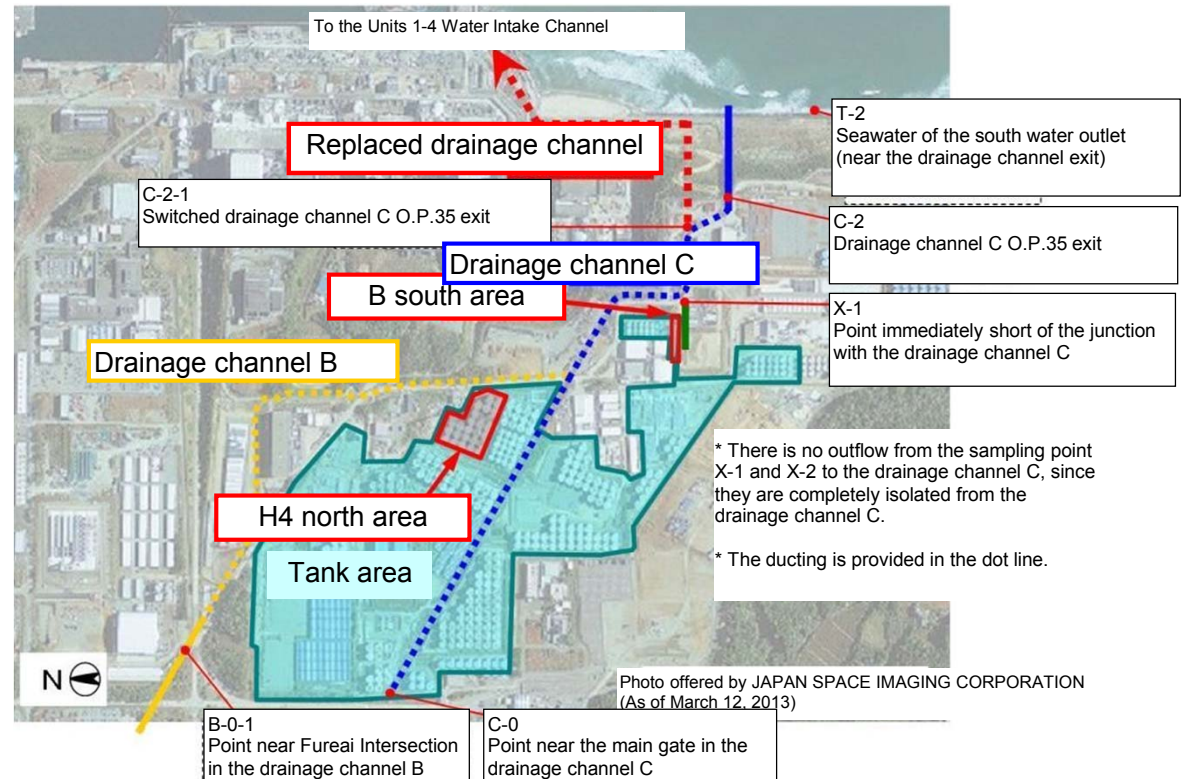 To the Units 1-4 Water Intake Channel
T-2
Seawater of the south water outlet
(near the drainage channel exit)
Replaced drainage channel
C-2-1
Switched drainage channel C O.P.35 exit
C-2
Drainage channel C O.P.35 exit
Drainage channel C
B south area
X-1
Point immediately short of the junction
with the drainage channel C
Drainage channel B
* There is no outflow from the sampling point
X-1 and X-2 to the drainage channel C, since
they are completely isolated from the
drainage channel C.
* The ducting is provided in the dot line.
H4 north area
Tank area
N
Photo offered by JAPAN SPACE IMAGING CORPORATION
(As of March 12, 2013)
B-0-1
Point near Fureai Intersection
in the drainage channel B
C-0
Point near the main gate in the
drainage channel C